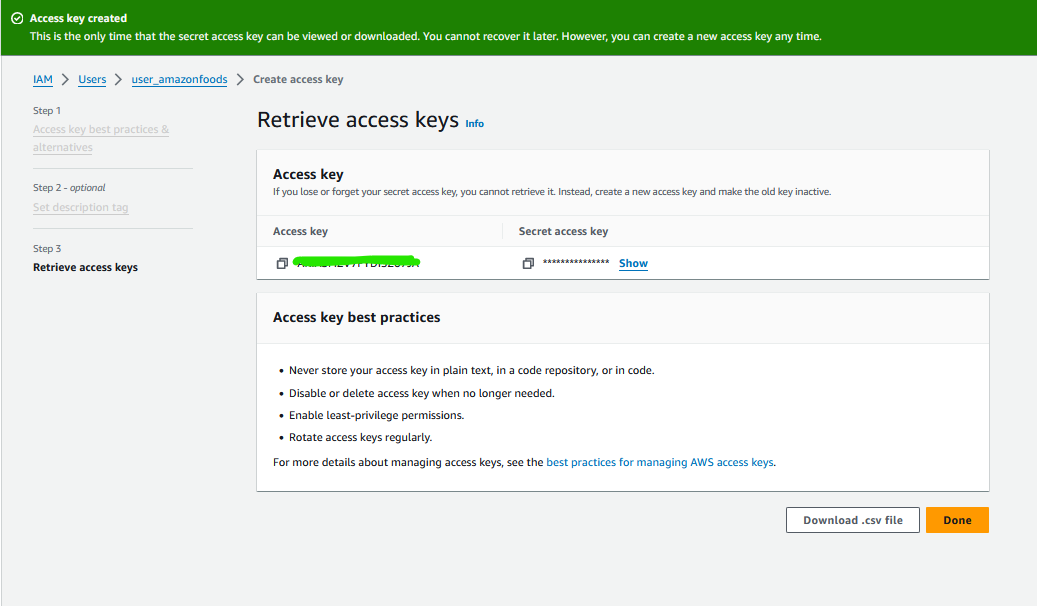 Access key created
This is the only time that the secret access key can be viewed or downloaded. You cannot recover it later. However, you can create a new access key any time.
IAM > Users > user_amazonfoods > Create access key
Step 1
Access key best practices &
alternatives
Step 2 - optional
Set description tag
Step 3
Retrieve access keys
Retrieve access keys Info
Access key
If you lose or forget your secret access key, you cannot retrieve it. Instead, create a new access key and make the old key inactive.
Access key Secret access key
*************** Show
Access key best practices
• Never store your access key in plain text, in a code repository, or in code.
• Disable or delete access key when no longer needed.
• Enable least-privilege permissions.
• Rotate access keys regularly.
For more details about managing access keys, see the best practices for managing AWS access keys.
Download .csv file Done